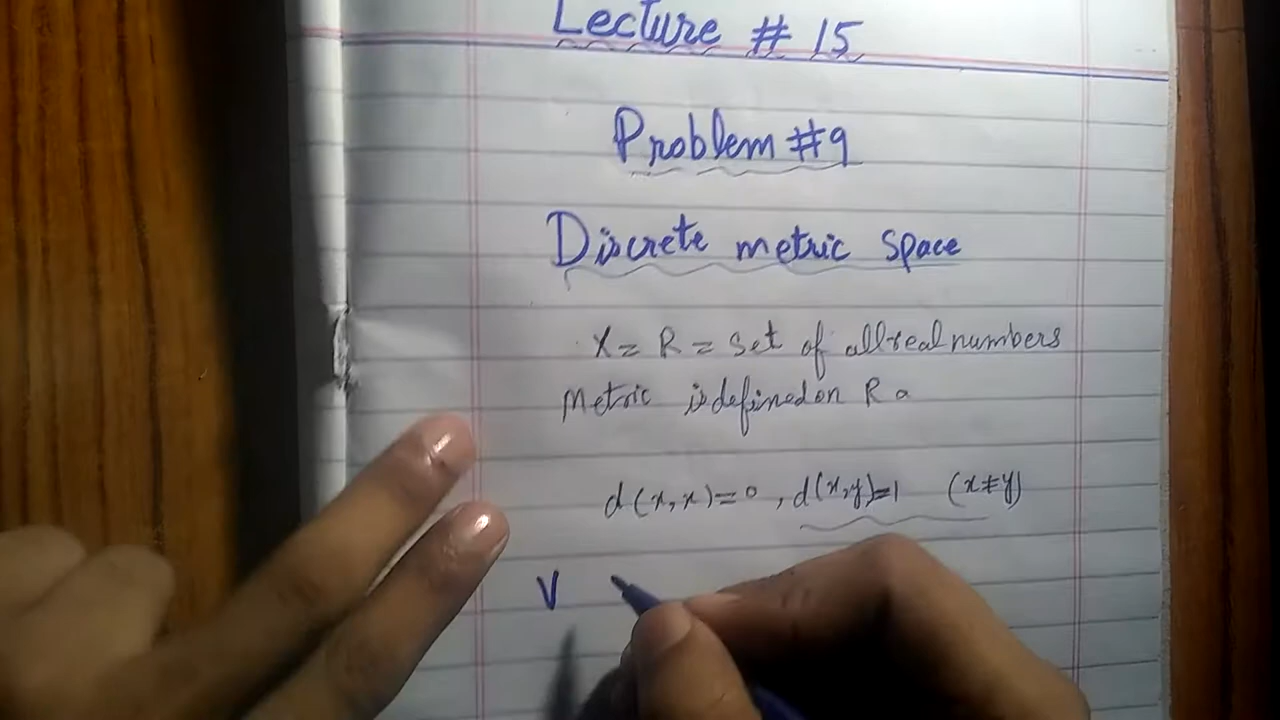 Lecture # 15
Problem #9
Discrete metric space
X = R = set of all real numbers
Metric is defined on R a
d(x,x)=0, d(x,y)=1 (x≠y)
V